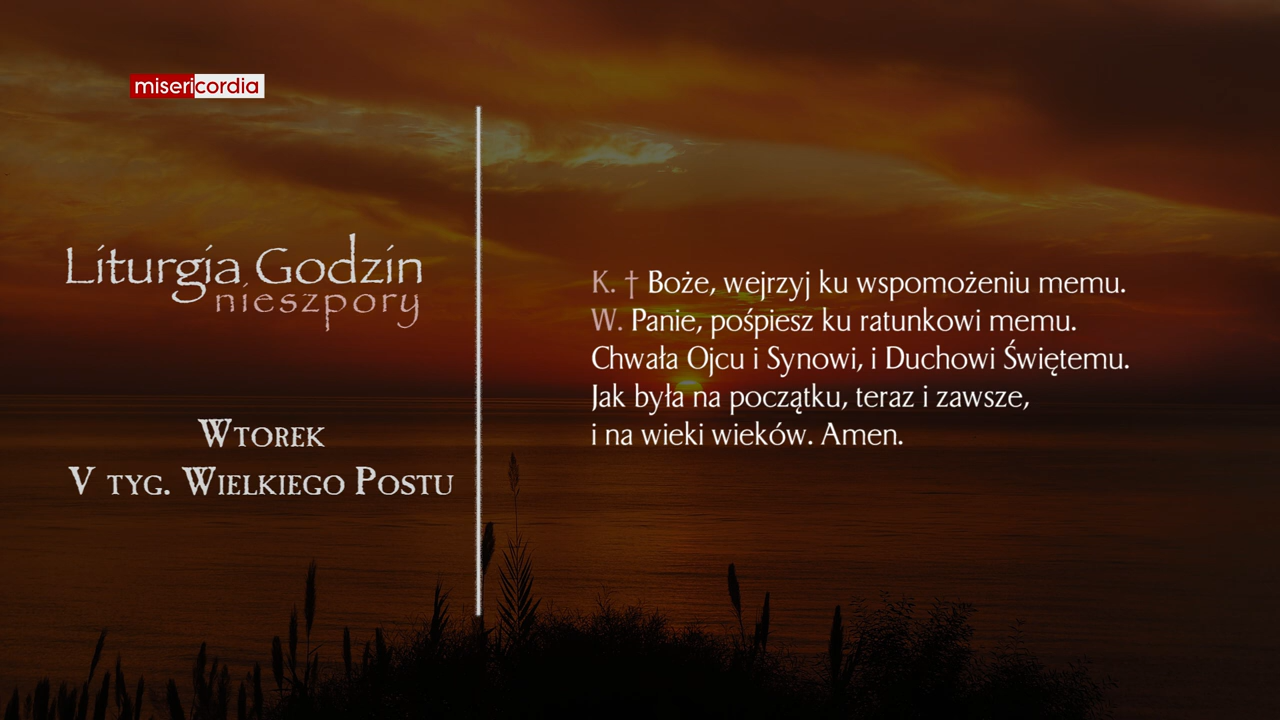 misericordia
Liturgia Godzin
nieszpory
Wtorek
V tyg. Wielkiego Postu
K. † Boże, wejrzyj ku wspomożeniu memu.
W. Panie, pośpiesz ku ratunkowi memu.
Chwała Ojcu i Synowi, i Duchowi Świętemu.
Jak była na początku, teraz i zawsze,
i na wieki wieków. Amen.